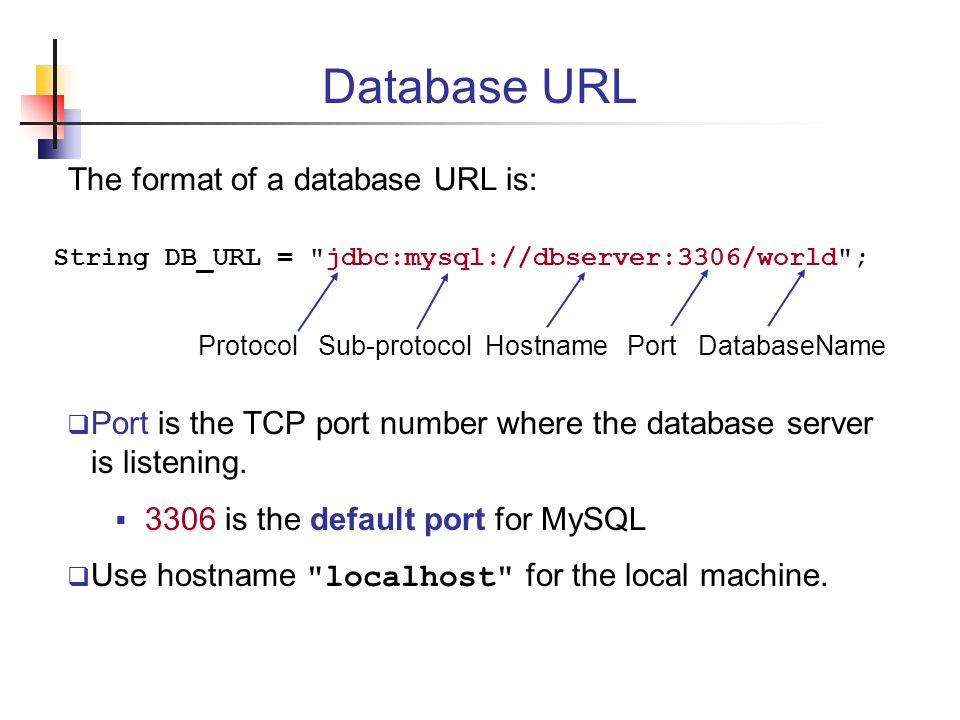 Database URL
The format of a database URL is:
String DB_URL = "jdbc:mysql://dbserver:3306/world";
Protocol Sub-protocol Hostname Port DatabaseName
Port is the TCP port number where the database server
is listening.
3306 is the default port for MySQL
Use hostname "localhost" for the local machine.